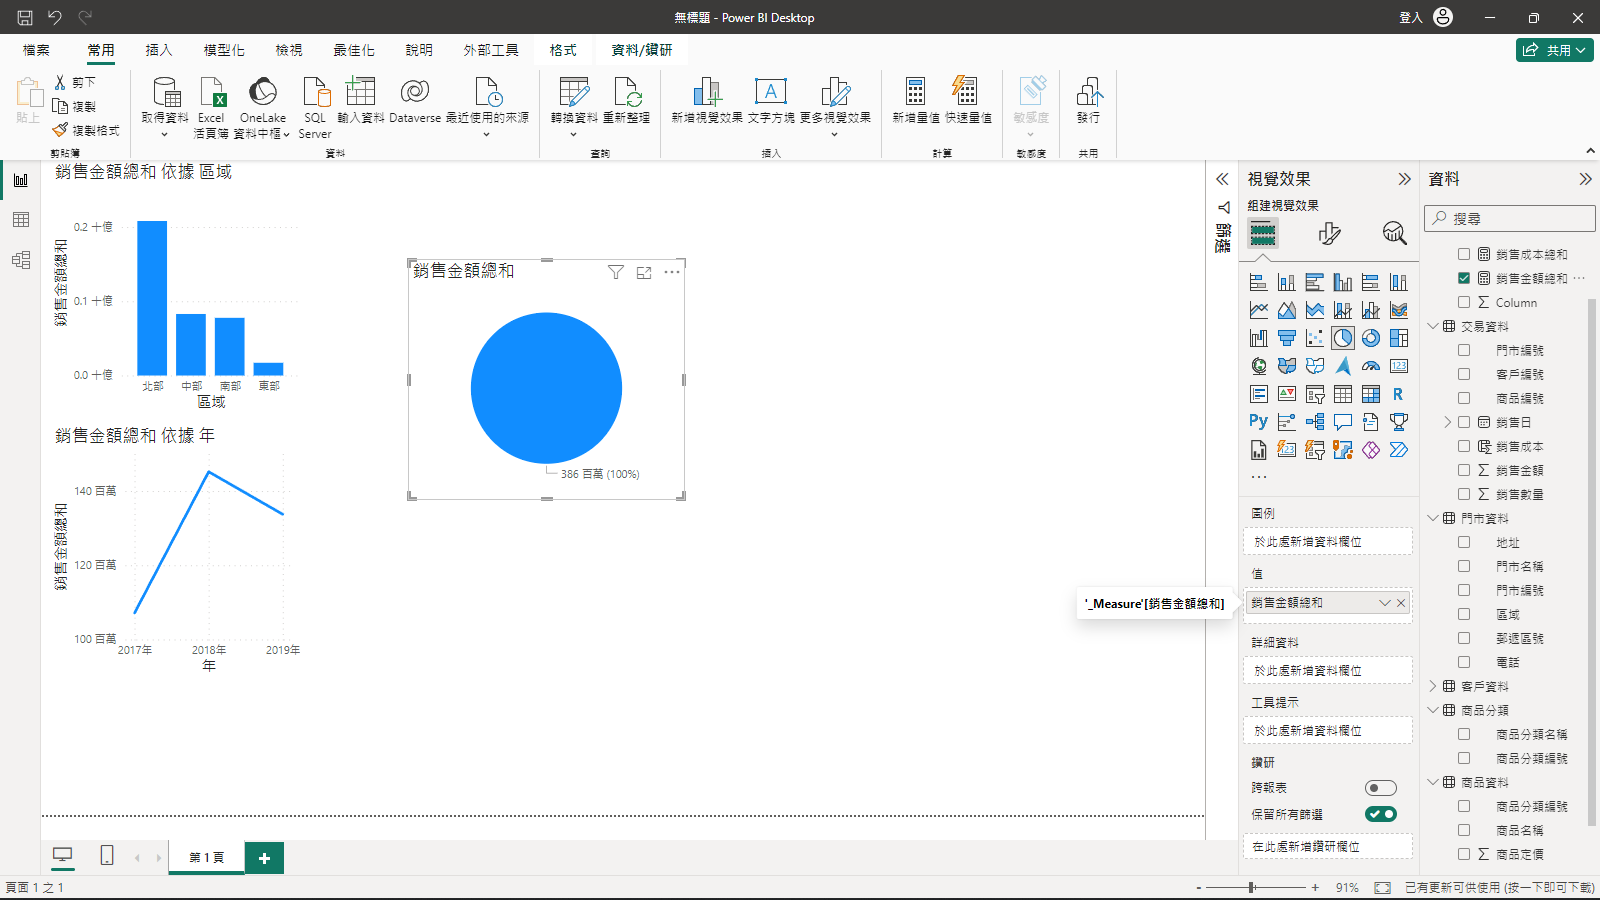 無標題 - Power BI Desktop
登入
檔案 常用 插入 模型化 檢視 最佳化 說明 外部工具 格式 資料/鑽研
共用
貼上
剪下
複製
複製格式
剪貼簿
取得資料
Excel 活頁簿
OneLake 資料中樞
SQL Server
輸入資料
Dataverse
最近使用的來源
資料
轉換資料
重新整理
查詢
新增視覺效果
文字方塊
更多視覺效果
插入
新增量值
快速量值
計算
敏感度
敏感度
發行
共用
銷售金額總和 依據 區域
銷售金額總和
0.2 十億
0.1 十億
0.0 十億
北部 中部 南部 東部
區域
銷售金額總和 依據 年
銷售金額總和
140 百萬
120 百萬
100 百萬
2017年 2018年 2019年
年
銷售金額總和
386 百萬 (100%)
篩選
視覺效果
組建視覺效果
123
R
Py
123
圖例
於此處新增資料欄位
值
銷售金額總和
'_Measure'[銷售金額總和]
詳細資料
於此處新增資料欄位
工具提示
於此處新增資料欄位
鑽研
跨報表
保留所有篩選
在此處新增鑽研欄位
資料
搜尋
銷售成本總和
銷售金額總和
Column
交易資料
門市編號
客戶編號
商品編號
銷售日
銷售成本
銷售金額
銷售數量
門市資料
地址
門市名稱
門市編號
區域
郵遞區號
電話
客戶資料
商品分類
商品分類名稱
商品分類編號
商品資料
商品分類編號
商品名稱
商品定價
第 1 頁
頁面 1 之 1
- + 91%
已有更新可供使用 (按一下即可下載)